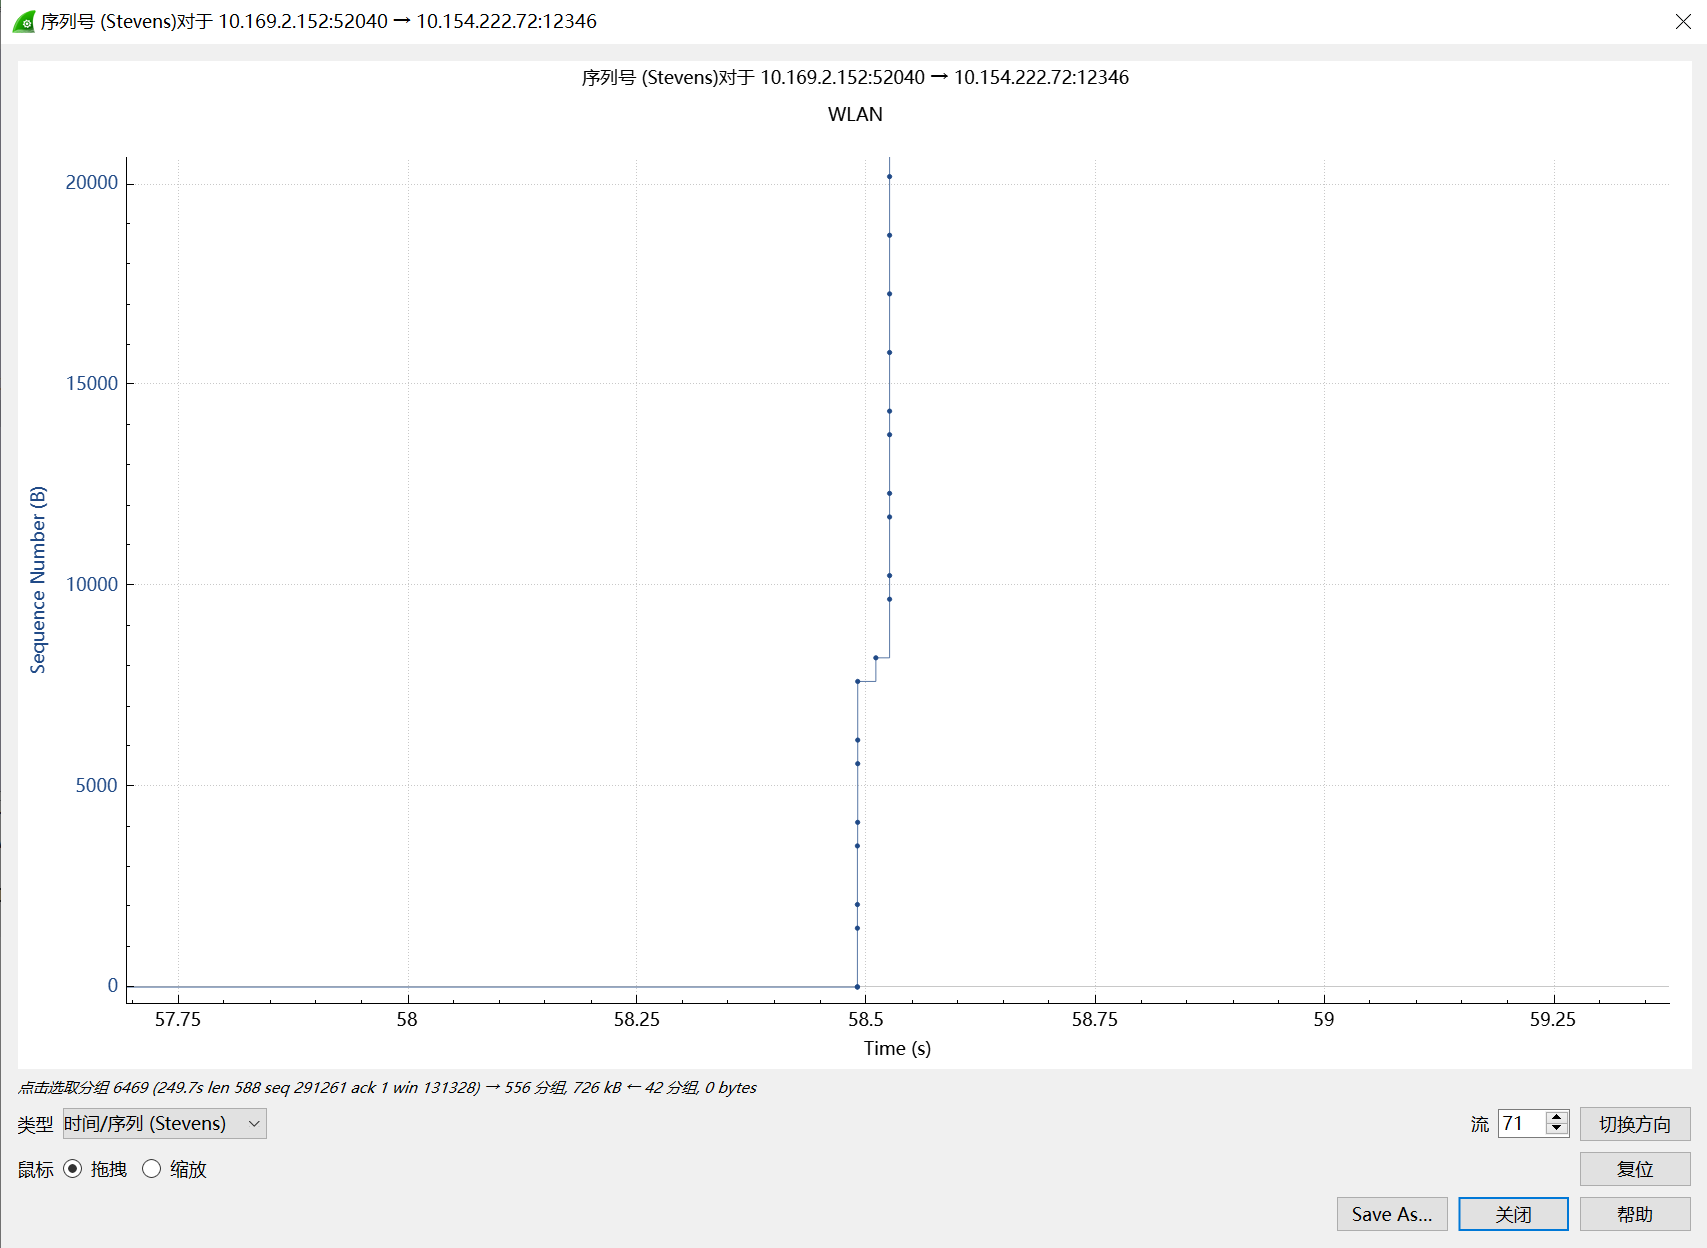 序列号 (Stevens)对于 10.169.2.152:52040 → 10.154.222.72:12346
序列号 (Stevens)对于 10.169.2.152:52040 → 10.154.222.72:12346
WLAN
20000
15000
10000
5000
0
Sequence Number (B)
57.75 58 58.25 58.5 58.75 59 59.25
Time (s)
点击选取分组 6469 (249.7s len 588 seq 291261 ack 1 win 131328) → 556 分组, 726 kB ← 42 分组, 0 bytes
类型 时间/序列 (Stevens) 流 71 切换方向
鼠标 拖拽 缩放 复位
Save As... 关闭 帮助